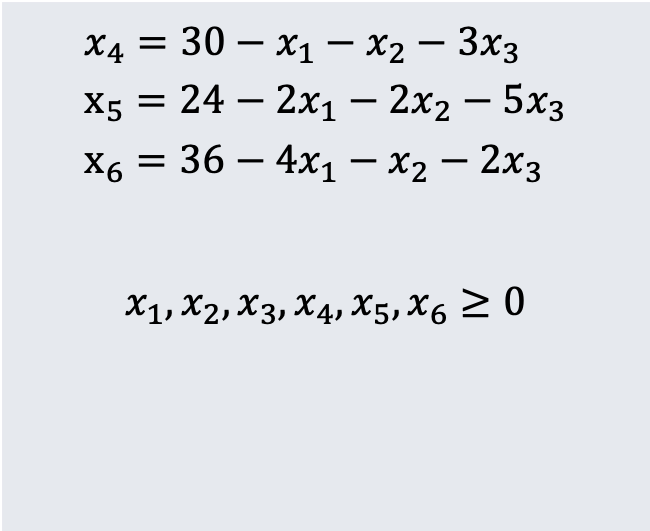 x₄ = 30 − x₁ − x₂ − 3x₃
x₅ = 24 − 2x₁ − 2x₂ − 5x₃
x₆ = 36 − 4x₁ − x₂ − 2x₃
x₁, x₂, x₃, x₄, x₅, x₆ ≥ 0